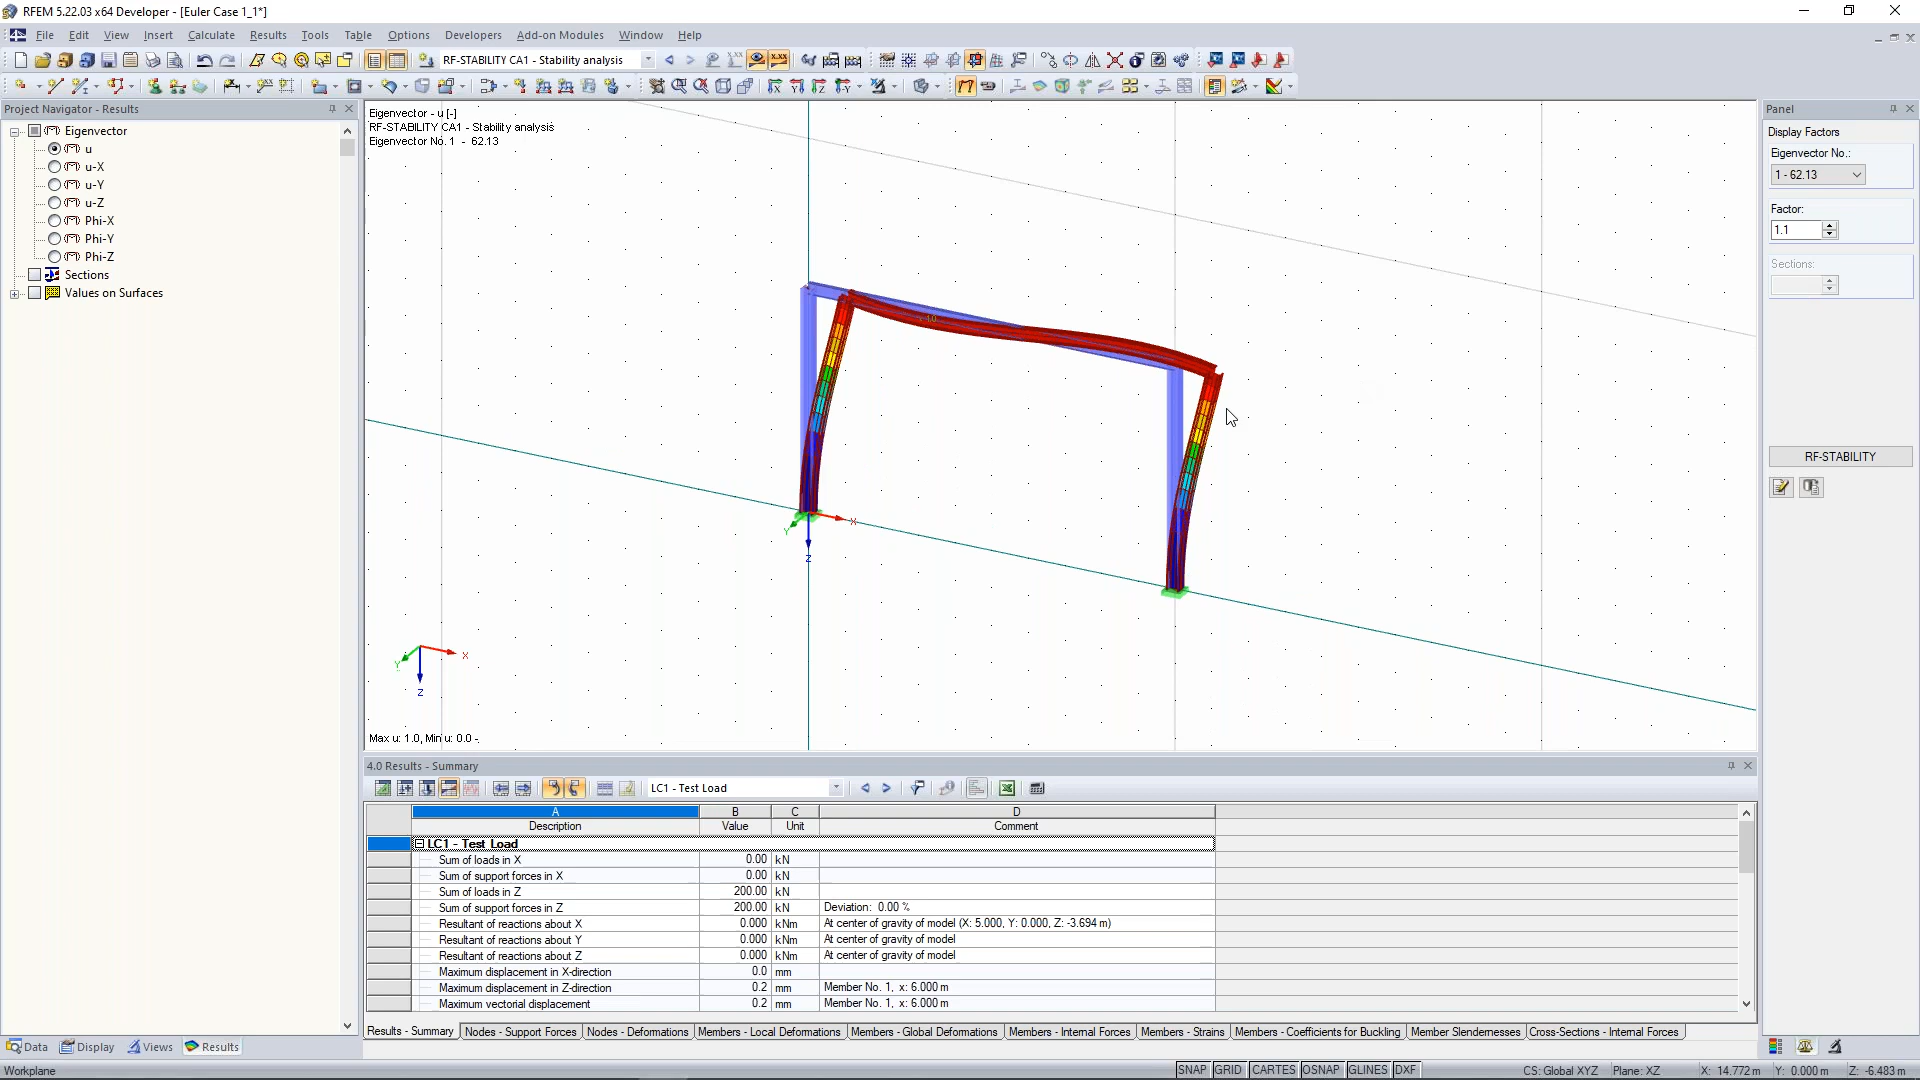 RFEM 5.22.03 x64 Developer - [Euler Case 1_1*]
File Edit View Insert Calculate Results Tools Table Options Developers Add-on Modules Window Help
RF-STABILITY CA1 - Stability analysis
Project Navigator - Results
Eigenvector
u
u-X
u-Y
u-Z
Phi-X
Phi-Y
Phi-Z
Sections
Values on Surfaces
Data Display Views Results
Eigenvector - u [-]
RF-STABILITY CA1 - Stability analysis
Eigenvector No. 1 - 62.13
1.0
X
Y
Z
X
Y
Z
Max u: 1.0, Min u: 0.0 -
Panel
Display Factors
Eigenvector No.:
1 - 62.13
Factor:
1.1
Sections:
RF-STABILITY
4.0 Results - Summary
LC1 - Test Load
A B C D
Description Value Unit Comment
LC1 - Test Load
Sum of loads in X 0.00 kN
Sum of support forces in X 0.00 kN
Sum of loads in Z 200.00 kN
Sum of support forces in Z 200.00 kN Deviation: 0.00 %
Resultant of reactions about X 0.000 kNm At center of gravity of model (X: 5.000, Y: 0.000, Z: -3.694 m)
Resultant of reactions about Y 0.000 kNm At center of gravity of model
Resultant of reactions about Z 0.000 kNm At center of gravity of model
Maximum displacement in X-direction 0.0 mm
Maximum displacement in Z-direction 0.2 mm Member No. 1, x: 6.000 m
Maximum vectorial displacement 0.2 mm Member No. 1, x: 6.000 m
Results - Summary Nodes - Support Forces Nodes - Deformations Members - Local Deformations Members - Global Deformations Members - Internal Forces Members - Strains Members - Coefficients for Buckling Member Slendernesses Cross-Sections - Internal Forces
Workplane SNAP GRID CARTES OSNAP GLINES DXF CS: Global XYZ Plane: XZ X: 14.772 m Y: 0.000 m Z: -6.483 m